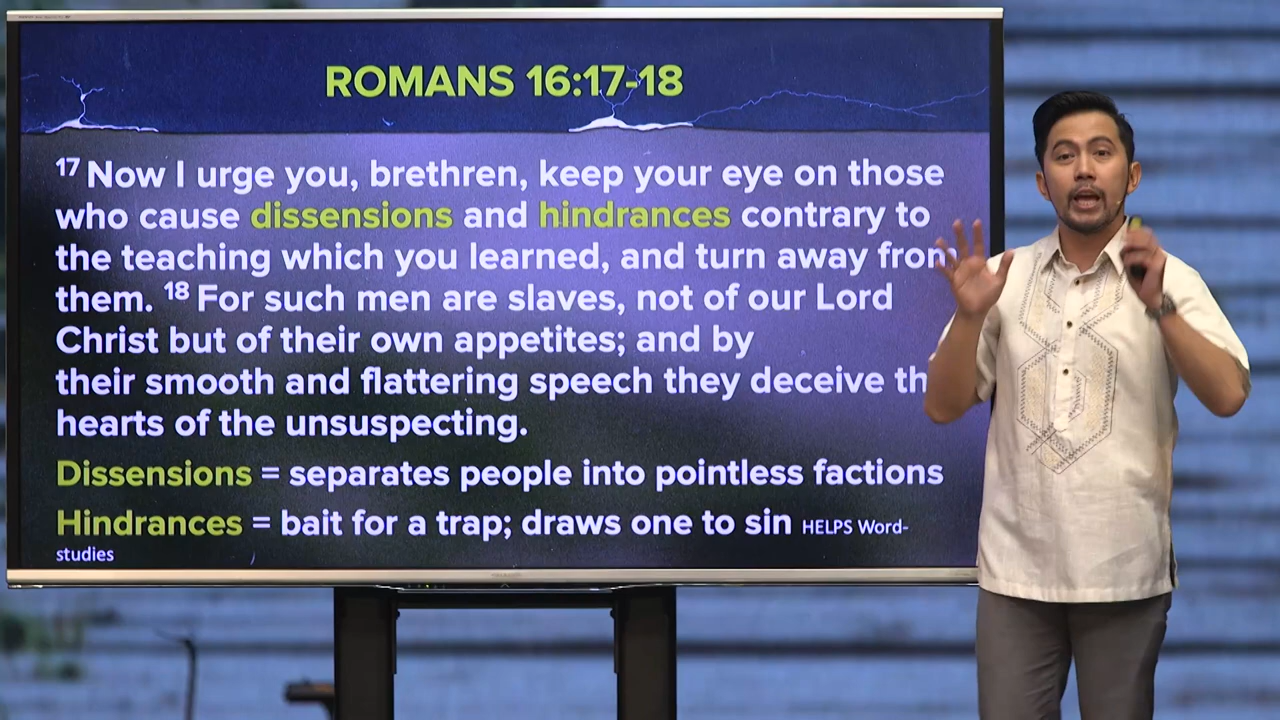 ROMANS 16:17-18
17 Now I urge you, brethren, keep your eye on those
who cause dissensions and hindrances contrary to
the teaching which you learned, and turn away from
them. 18 For such men are slaves, not of our Lord
Christ but of their own appetites; and by
their smooth and flattering speech they deceive th
hearts of the unsuspecting.
Dissensions = separates people into pointless factions
Hindrances = bait for a trap; draws one to sin HELPS Word-
studies